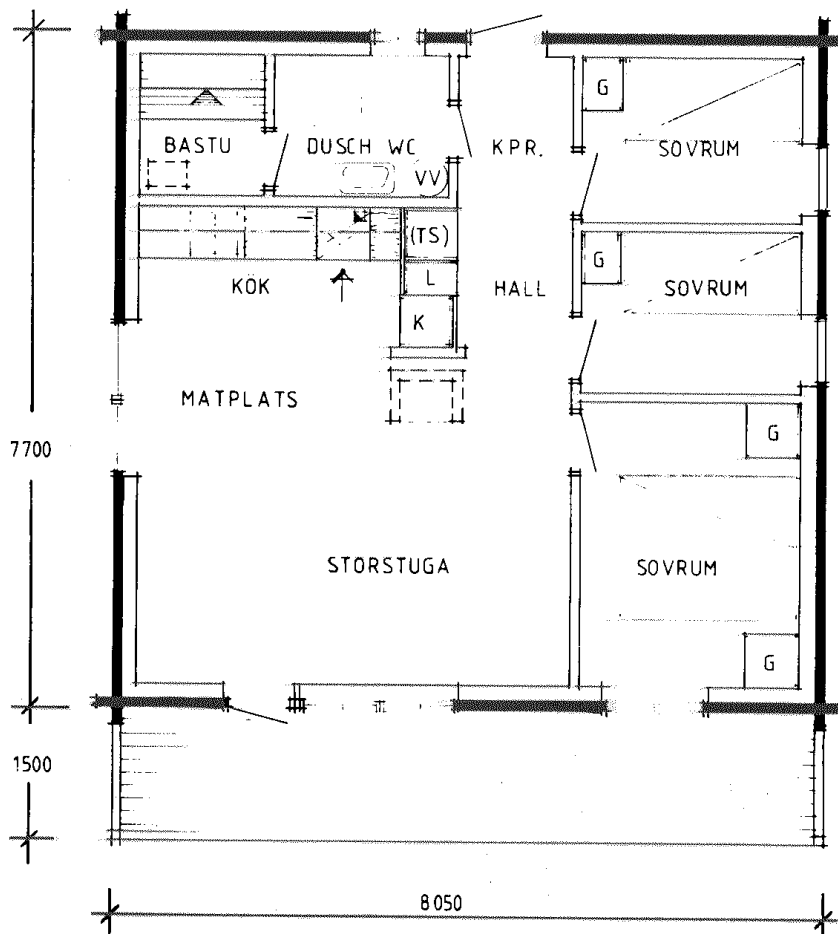 G
BASTU DUSCH WC KPR. SOVRUM
VV
(TS)
G
KÖK L HALL SOVRUM
K
MATPLATS
G
7700
STORSTUGA SOVRUM
G
1500
8050